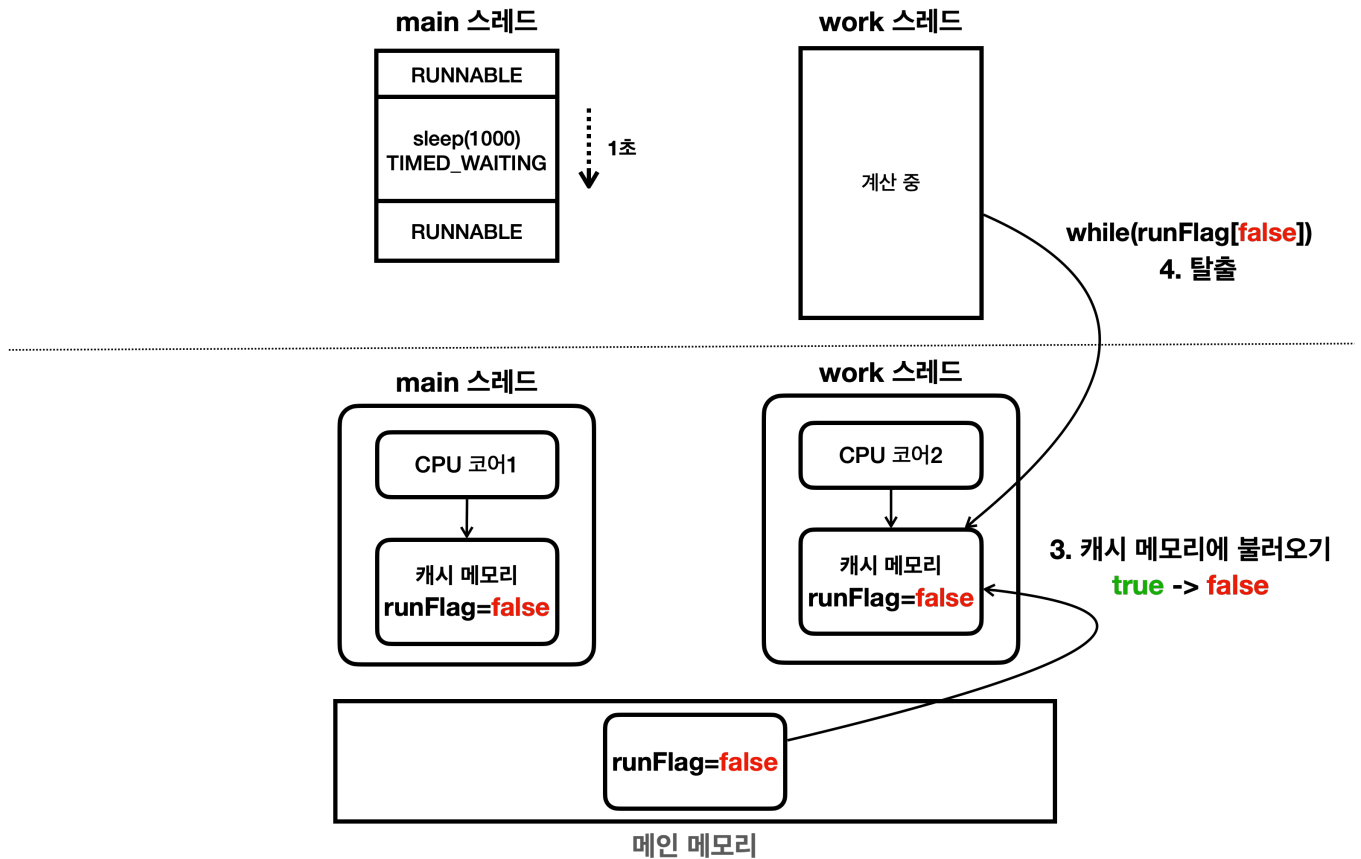 main 스레드
RUNNABLE
sleep(1000)
TIMED_WAITING
RUNNABLE
1초
work 스레드
계산 중
while(runFlag[false])
4. 탈출
main 스레드
CPU 코어1
캐시 메모리
runFlag=false
work 스레드
CPU 코어2
캐시 메모리
runFlag=false
3. 캐시 메모리에 불러오기
true -> false
runFlag=false
메인 메모리